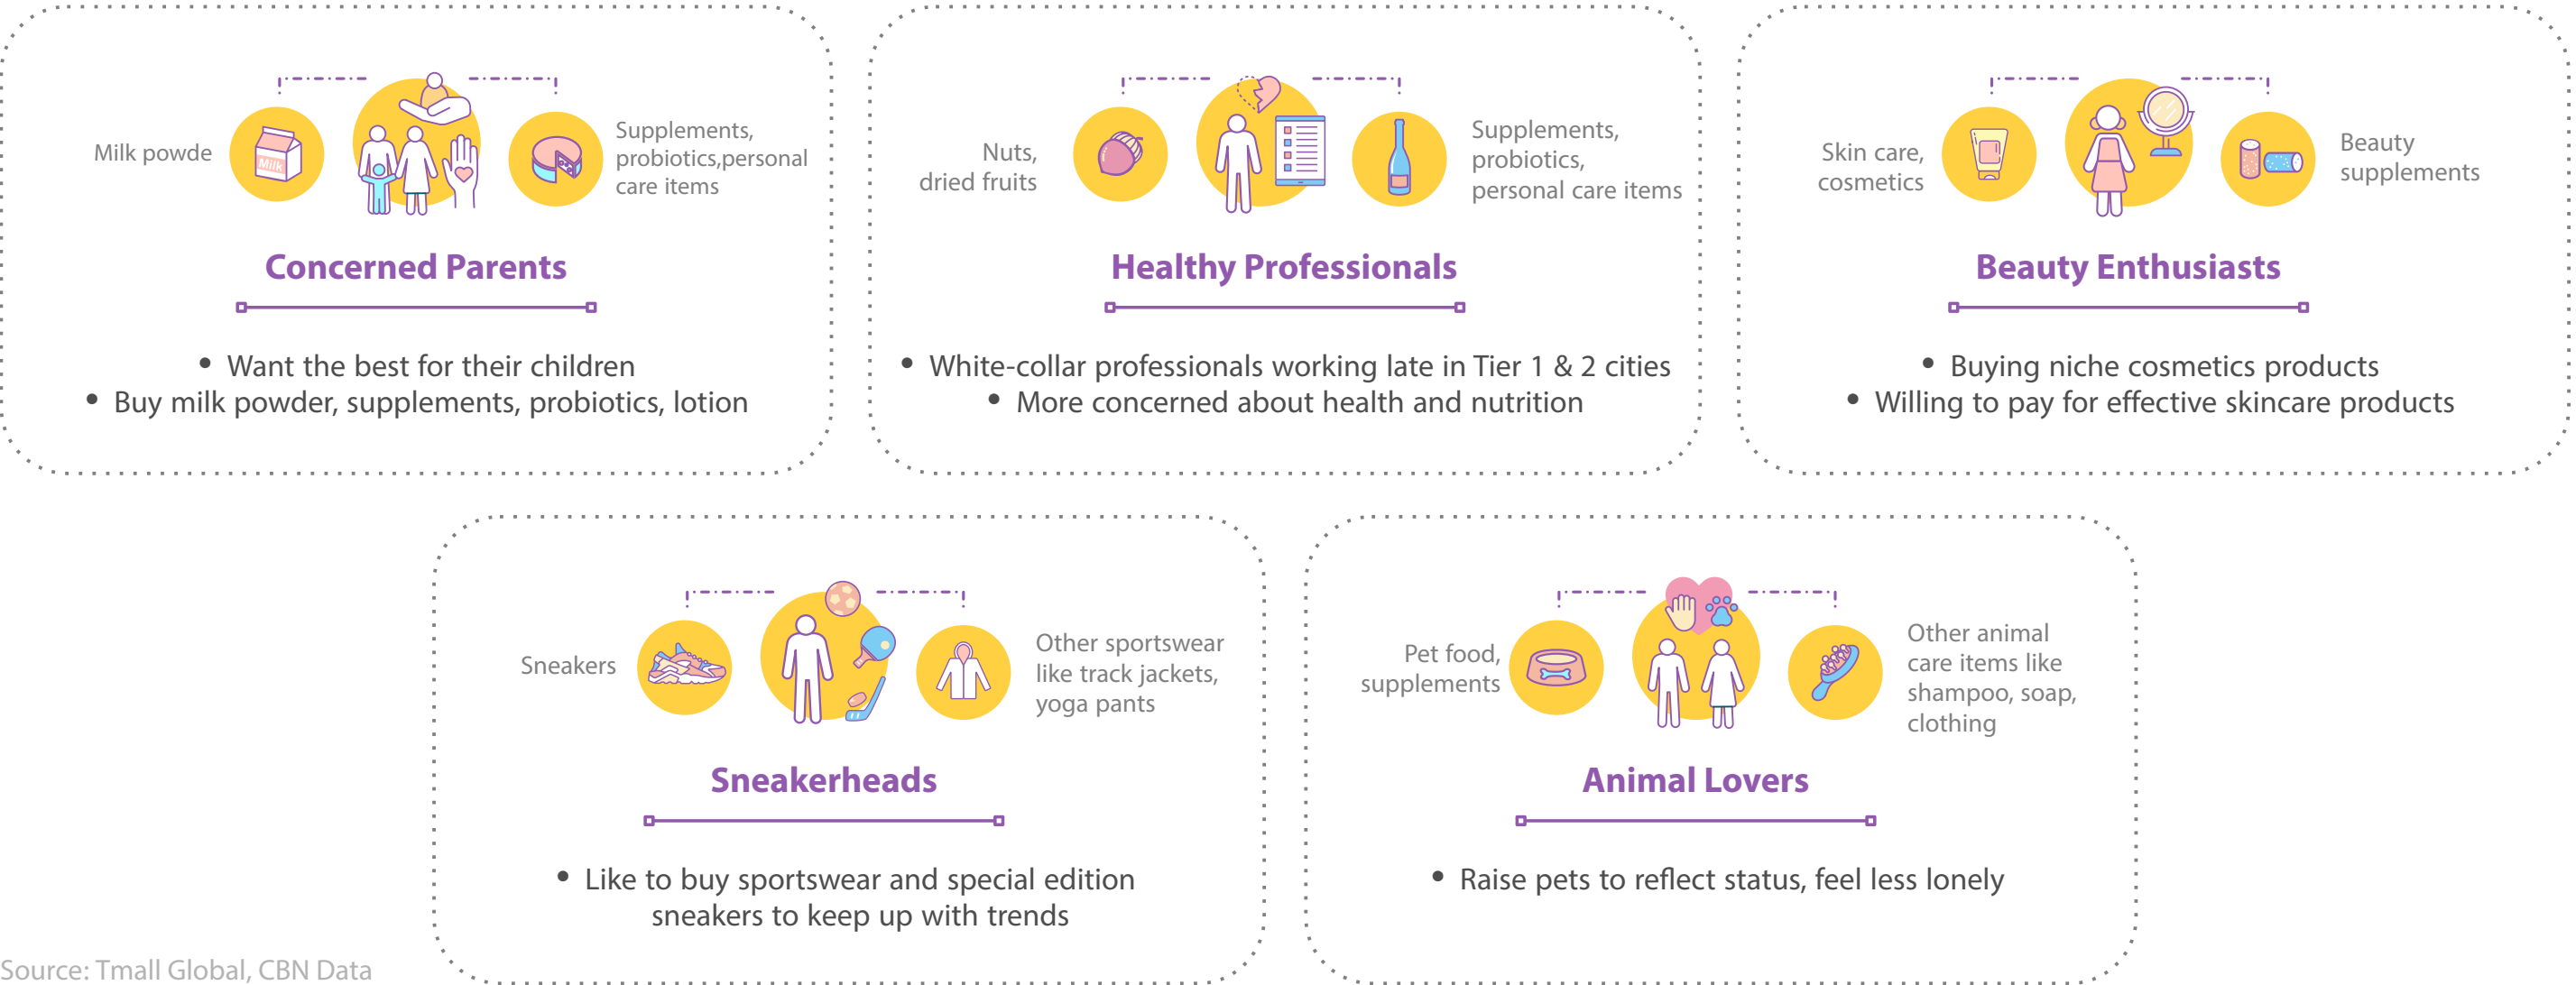 Milk powde
Milk
Supplements,
probiotics,personal
care items
Concerned Parents
• Want the best for their children
• Buy milk powder, supplements, probiotics, lotion
Nuts,
dried fruits
Supplements,
probiotics,
personal care items
Healthy Professionals
• White-collar professionals working late in Tier 1 & 2 cities
• More concerned about health and nutrition
Skin care,
cosmetics
Beauty
supplements
Beauty Enthusiasts
• Buying niche cosmetics products
• Willing to pay for effective skincare products
Sneakers
Other sportswear
like track jackets,
yoga pants
Sneakerheads
• Like to buy sportswear and special edition
sneakers to keep up with trends
Pet food,
supplements
Other animal
care items like
shampoo, soap,
clothing
Animal Lovers
• Raise pets to reflect status, feel less lonely
Source: Tmall Global, CBN Data